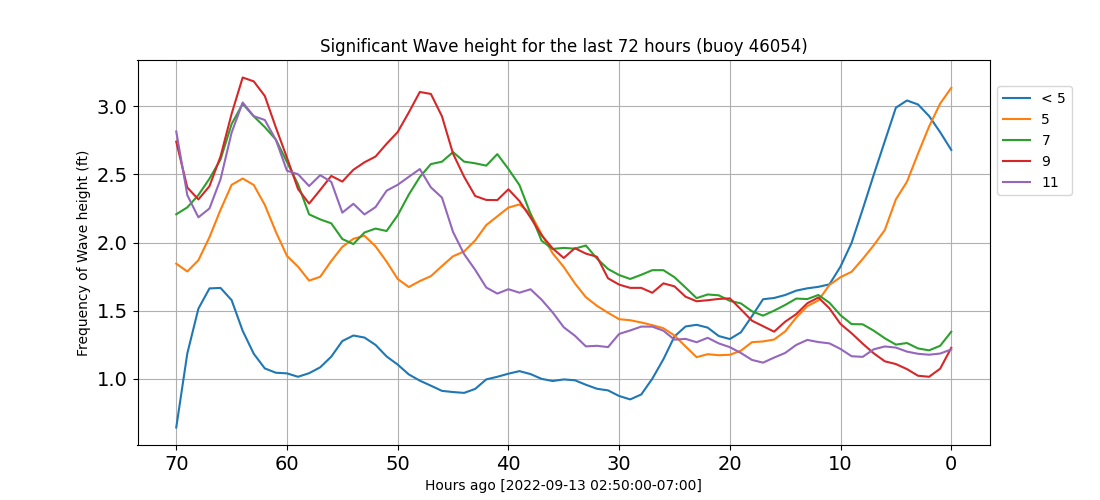 Significant Wave height for the last 72 hours (buoy 46054)
Frequency of Wave height (ft)
3.0
2.5
2.0
1.5
1.0
70 60 50 40 30 20 10 0
Hours ago [2022-09-13 02:50:00-07:00]
< 5
5
7
9
11